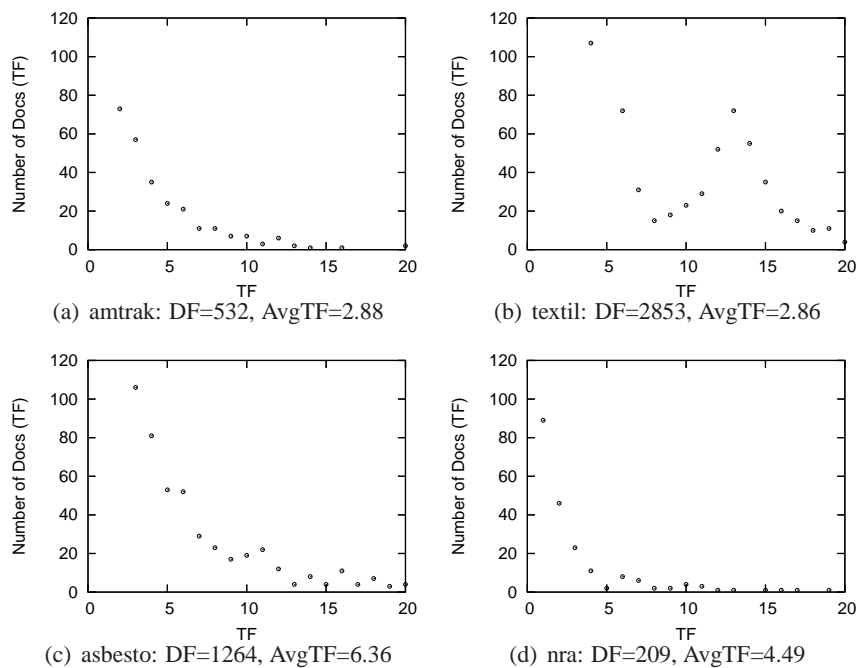 120
100
80
60
40
20
0
Number of Docs (TF)
0 5 10 15 20
TF
(a) amtrak: DF=532, AvgTF=2.88
120
100
80
60
40
20
0
Number of Docs (TF)
0 5 10 15 20
TF
(b) textil: DF=2853, AvgTF=2.86
120
100
80
60
40
20
0
Number of Docs (TF)
0 5 10 15 20
TF
(c) asbesto: DF=1264, AvgTF=6.36
120
100
80
60
40
20
0
Number of Docs (TF)
0 5 10 15 20
TF
(d) nra: DF=209, AvgTF=4.49